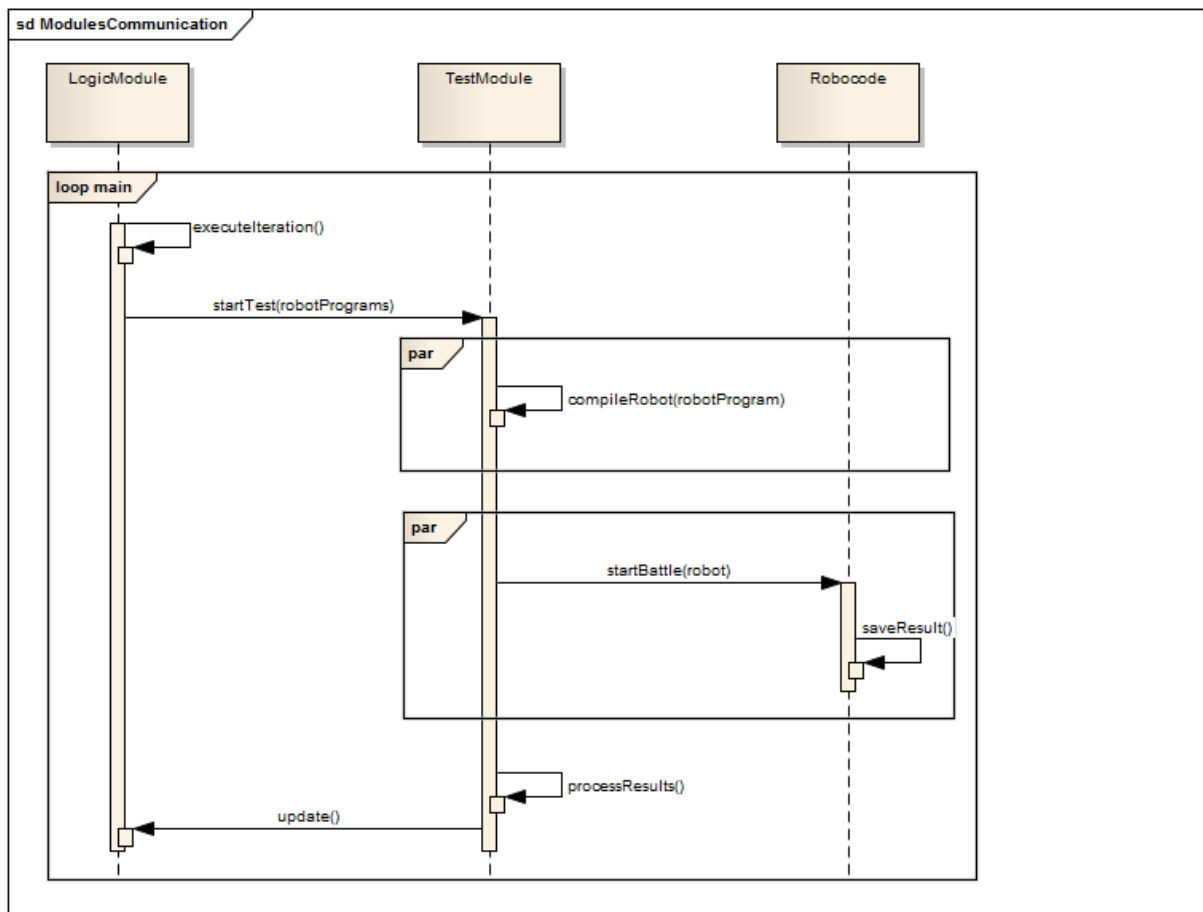 sd ModulesCommunication
LogicModule
TestModule
Robocode
loop main
executeIteration()
startTest(robotPrograms)
par
compileRobot(robotProgram)
par
startBattle(robot)
saveResult()
processResults()
update()